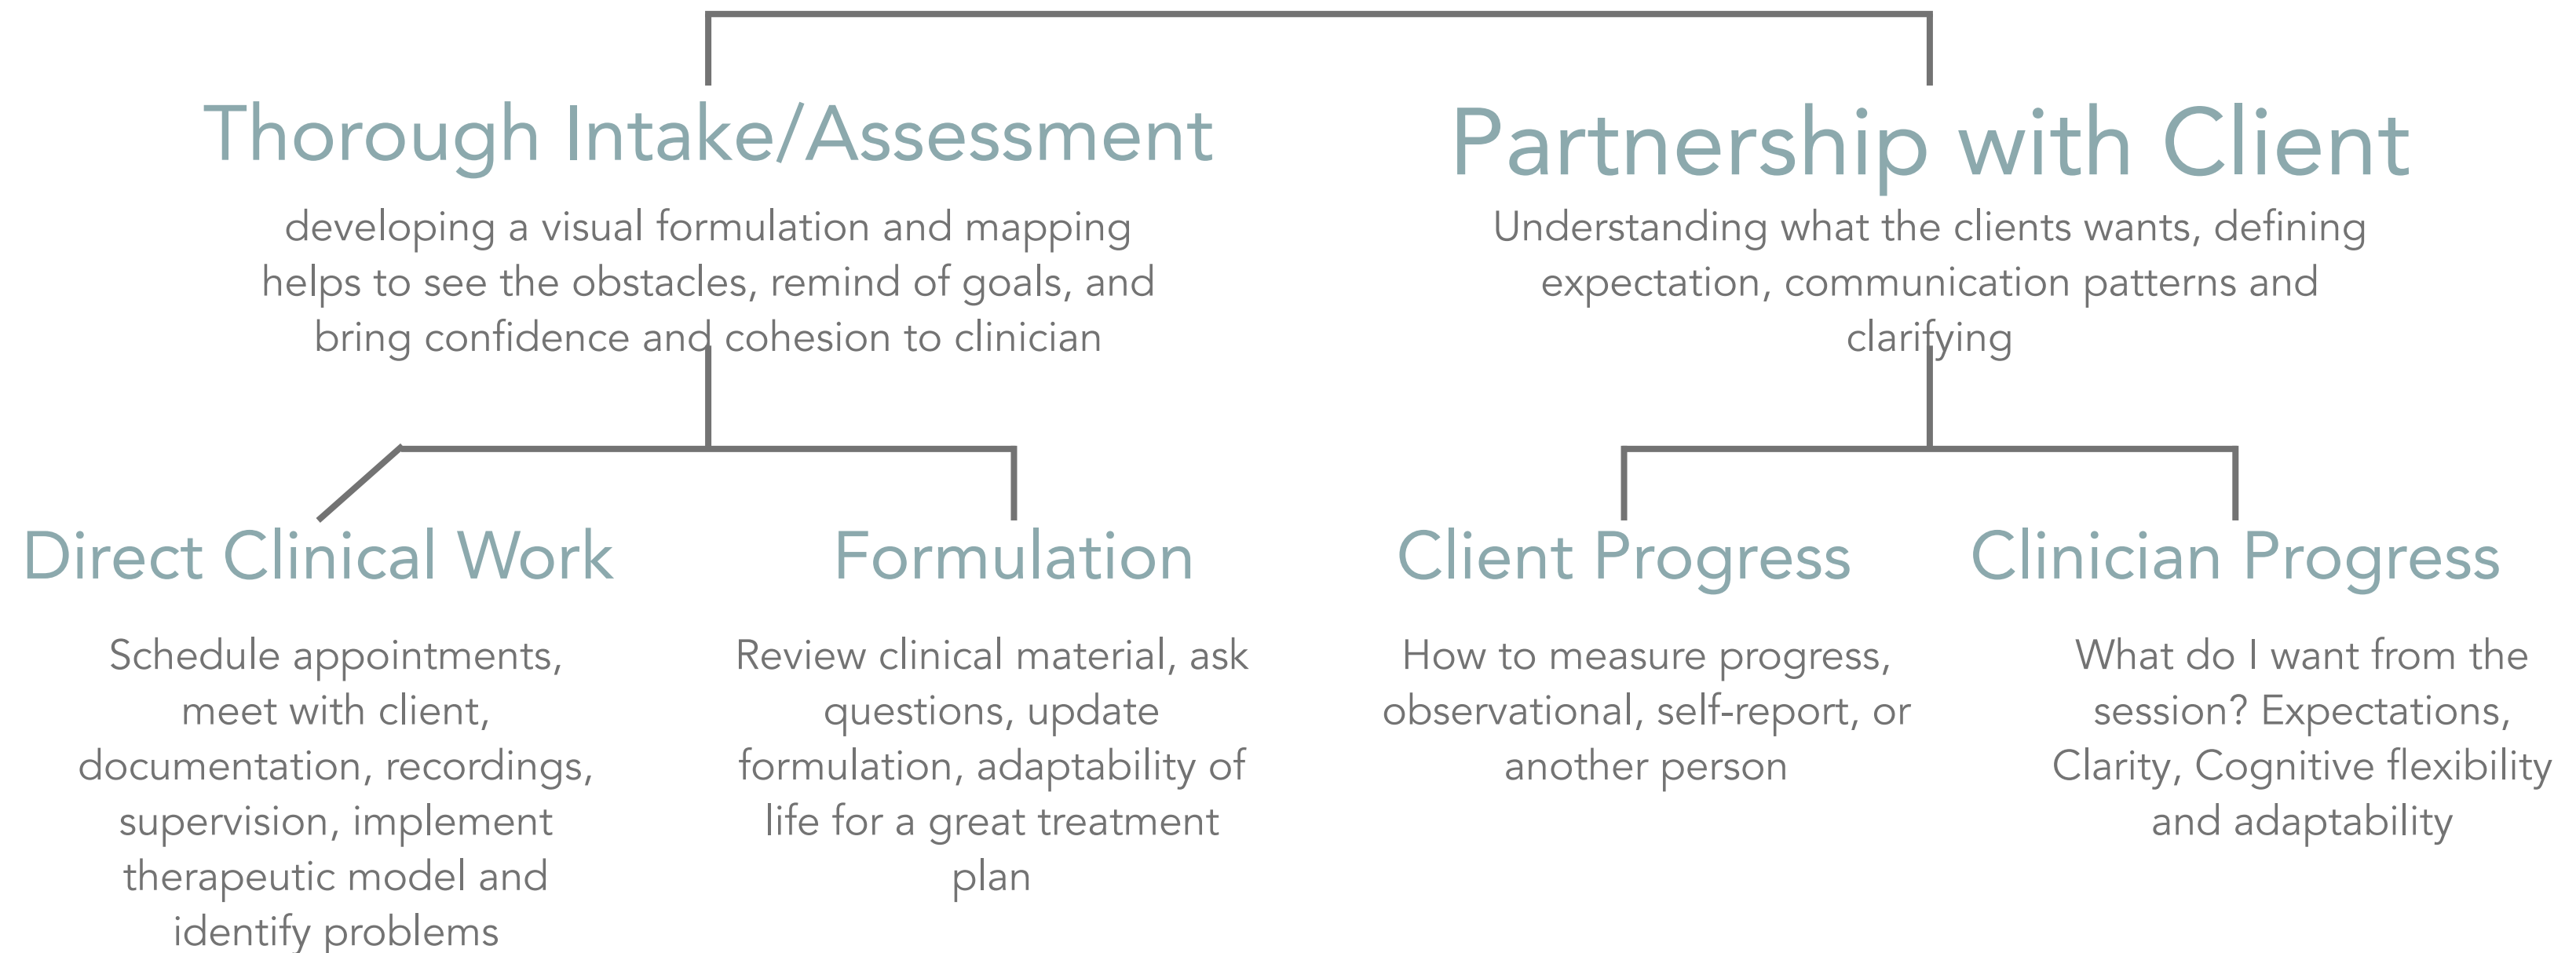 Thorough Intake/Assessment
developing a visual formulation and mapping
helps to see the obstacles, remind of goals, and
bring confidence and cohesion to clinician
Partnership with Client
Understanding what the clients wants, defining
expectation, communication patterns and
clarifying
Direct Clinical Work
Schedule appointments,
meet with client,
documentation, recordings,
supervision, implement
therapeutic model and
identify problems
Formulation
Review clinical material, ask
questions, update
formulation, adaptability of
life for a great treatment
plan
Client Progress
How to measure progress,
observational, self-report, or
another person
Clinician Progress
What do I want from the
session? Expectations,
Clarity, Cognitive flexibility
and adaptability